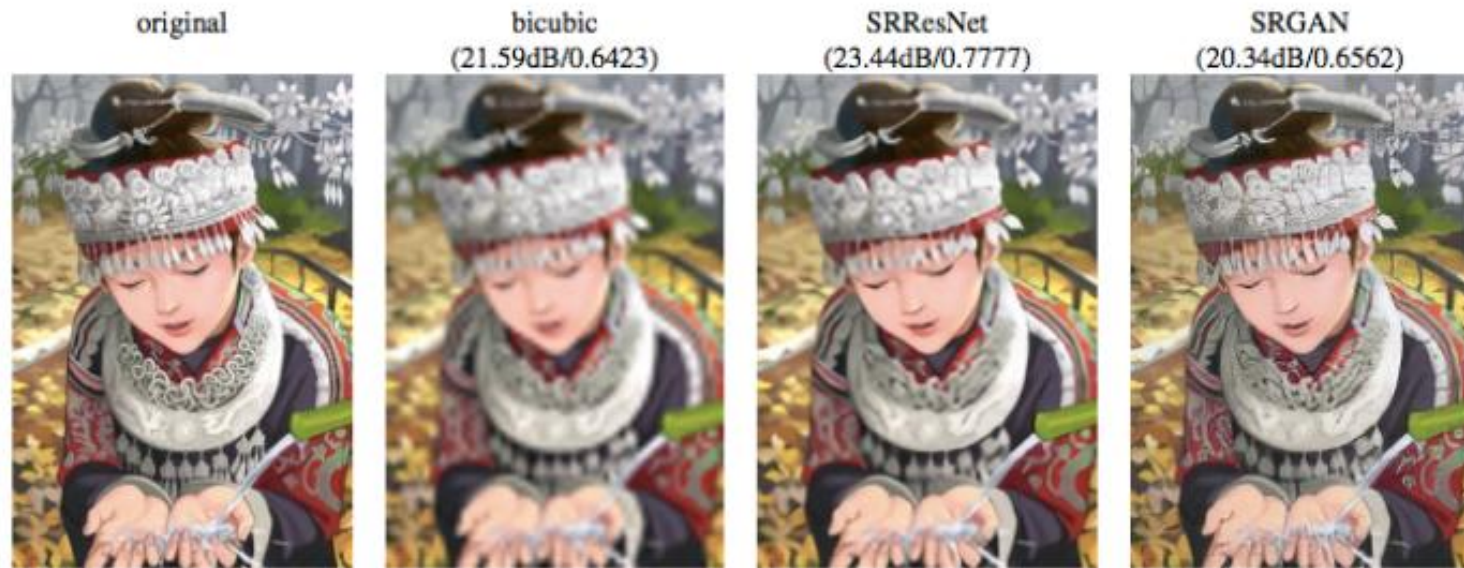 original
bicubic
(21.59dB/0.6423)
SRResNet
(23.44dB/0.7777)
SRGAN
(20.34dB/0.6562)